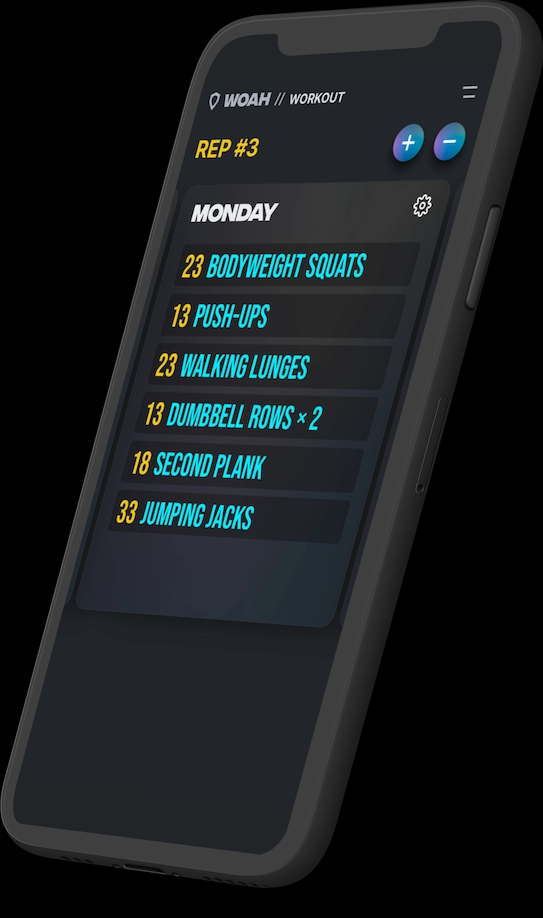 WOAH // WORKOUT
REP #3
+ −
MONDAY
23 BODYWEIGHT SQUATS
13 PUSH-UPS
23 WALKING LUNGES
13 DUMBBELL ROWS × 2
18 SECOND PLANK
33 JUMPING JACKS